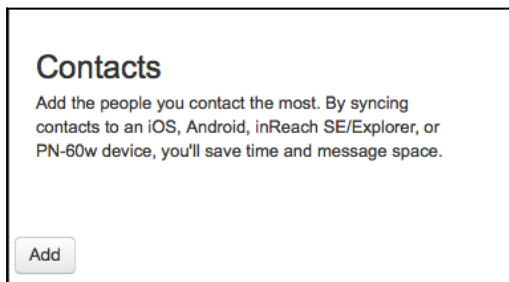 Contacts
Add the people you contact the most. By syncing
contacts to an iOS, Android, inReach SE/Explorer, or
PN-60w device, you'll save time and message space.
Add